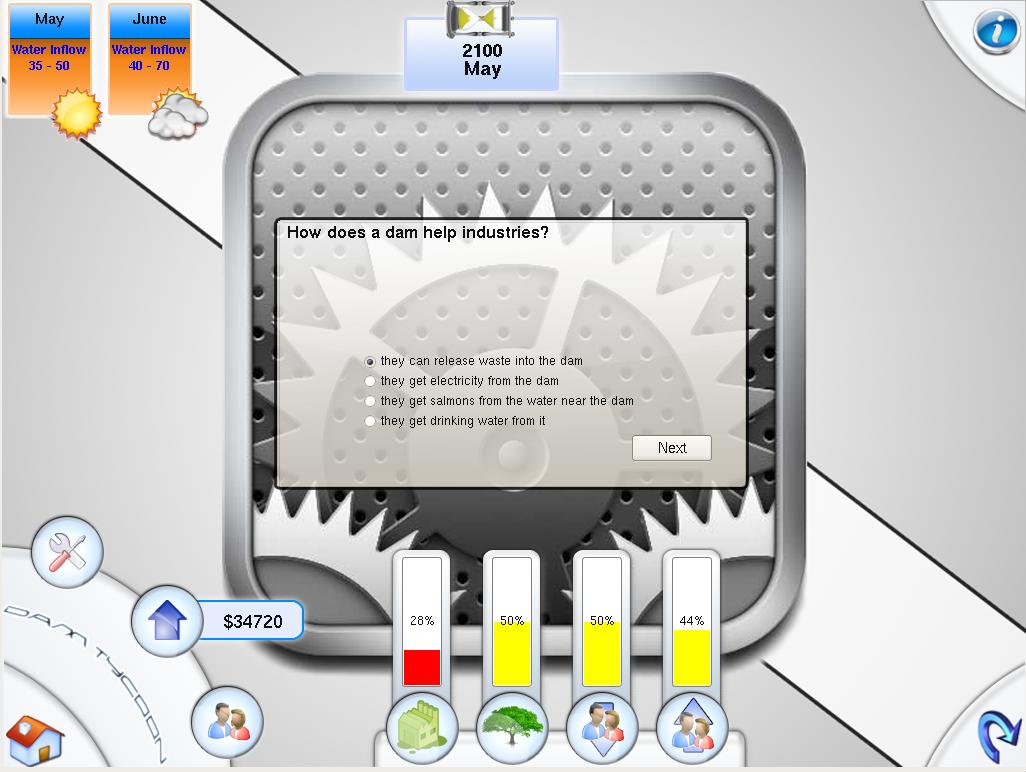 May
Water Inflow
35 - 50
June
Water Inflow
40 - 70
2100
May
How does a dam help industries?
they can release waste into the dam
they get electricity from the dam
they get salmons from the water near the dam
they get drinking water from it
Next
$34720
28%
50%
50%
44%
DAM TYCOON